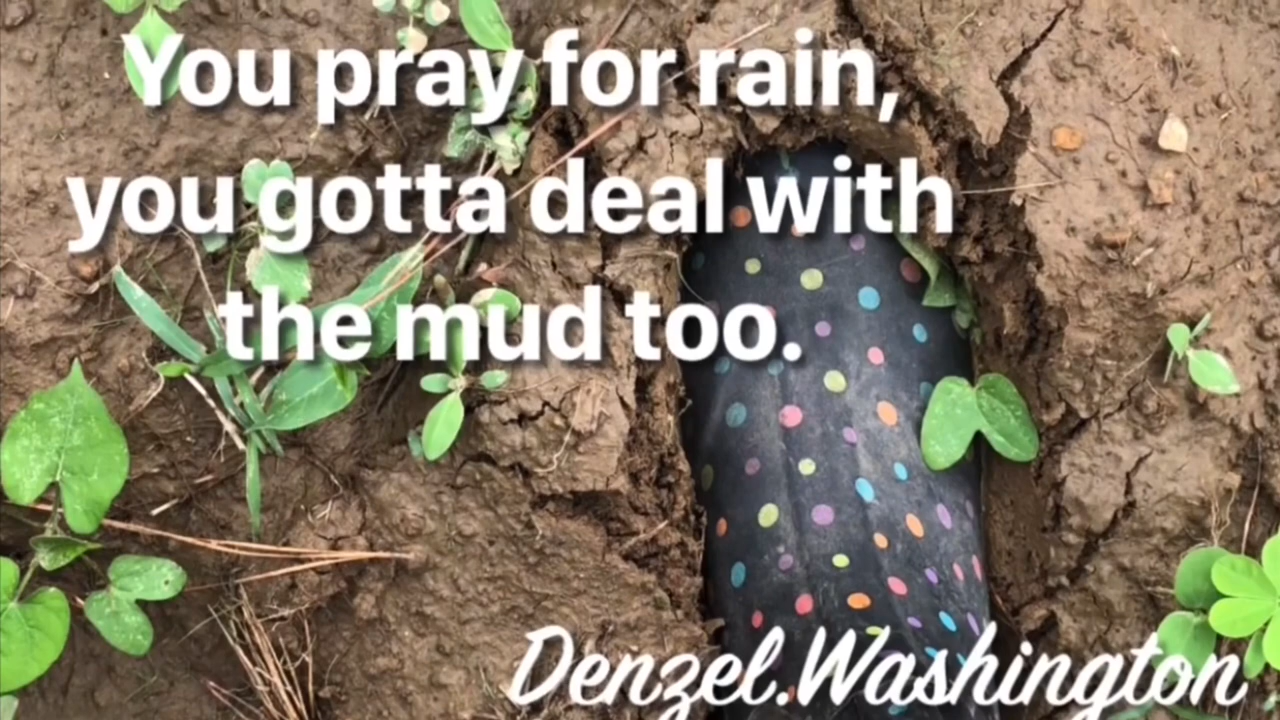 You pray for rain,
you gotta deal with
the mud too.
Denzel.Washington